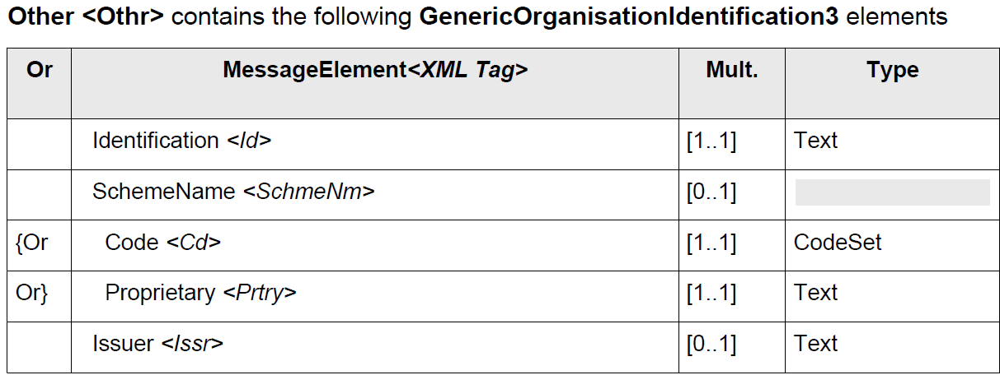 Other <Othr> contains the following GenericOrganisationIdentification3 elements
Or MessageElement<XML Tag> Mult. Type
Identification <Id> [1..1] Text
SchemeName <SchmeNm> [0..1]
{Or Code <Cd> [1..1] CodeSet
Or} Proprietary <Prtry> [1..1] Text
Issuer <Issr> [0..1] Text